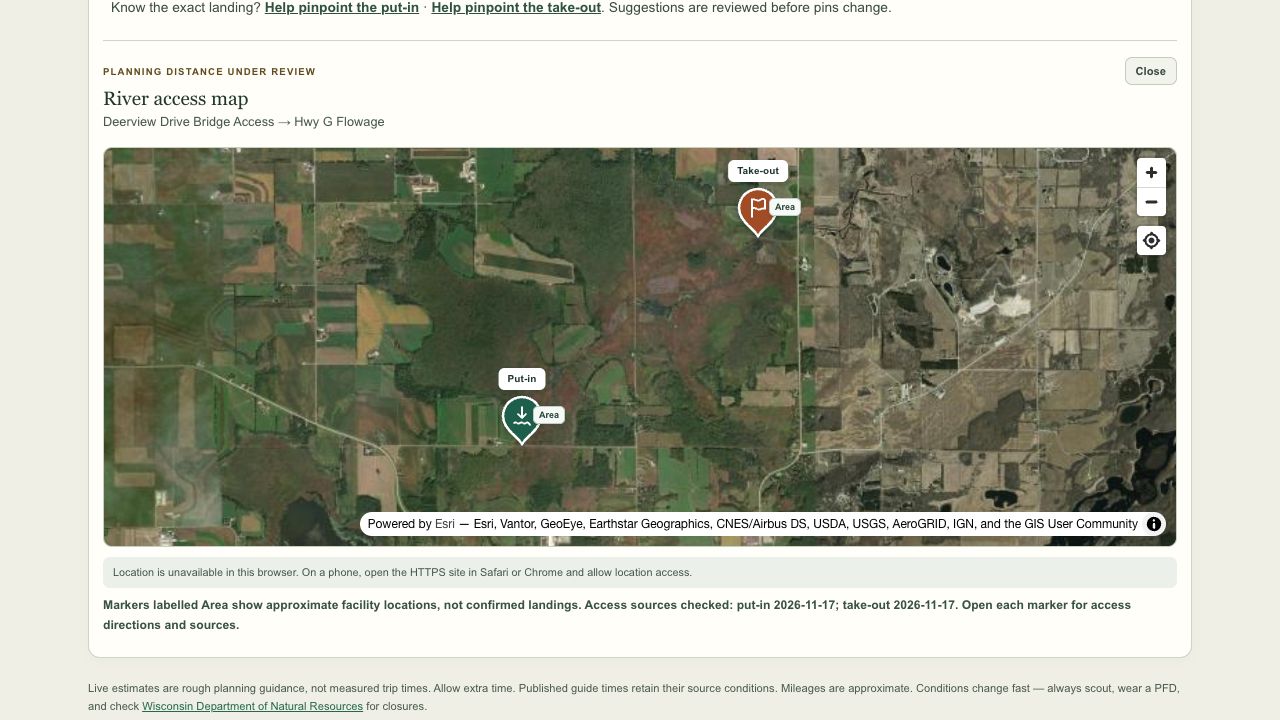 Know the exact landing? Help pinpoint the put-in · Help pinpoint the take-out. Suggestions are reviewed before pins change.
PLANNING DISTANCE UNDER REVIEW
Close
River access map
Deerview Drive Bridge Access → Hwy G Flowage
Take-out
Area
Put-in
Area
Powered by Esri — Esri, Vantor, GeoEye, Earthstar Geographics, CNES/Airbus DS, USDA, USGS, AeroGRID, IGN, and the GIS User Community
Location is unavailable in this browser. On a phone, open the HTTPS site in Safari or Chrome and allow location access.
Markers labelled Area show approximate facility locations, not confirmed landings. Access sources checked: put-in 2026-11-17; take-out 2026-11-17. Open each marker for access
directions and sources.
Live estimates are rough planning guidance, not measured trip times. Allow extra time. Published guide times retain their source conditions. Mileages are approximate. Conditions change fast — always scout, wear a PFD,
and check Wisconsin Department of Natural Resources for closures.